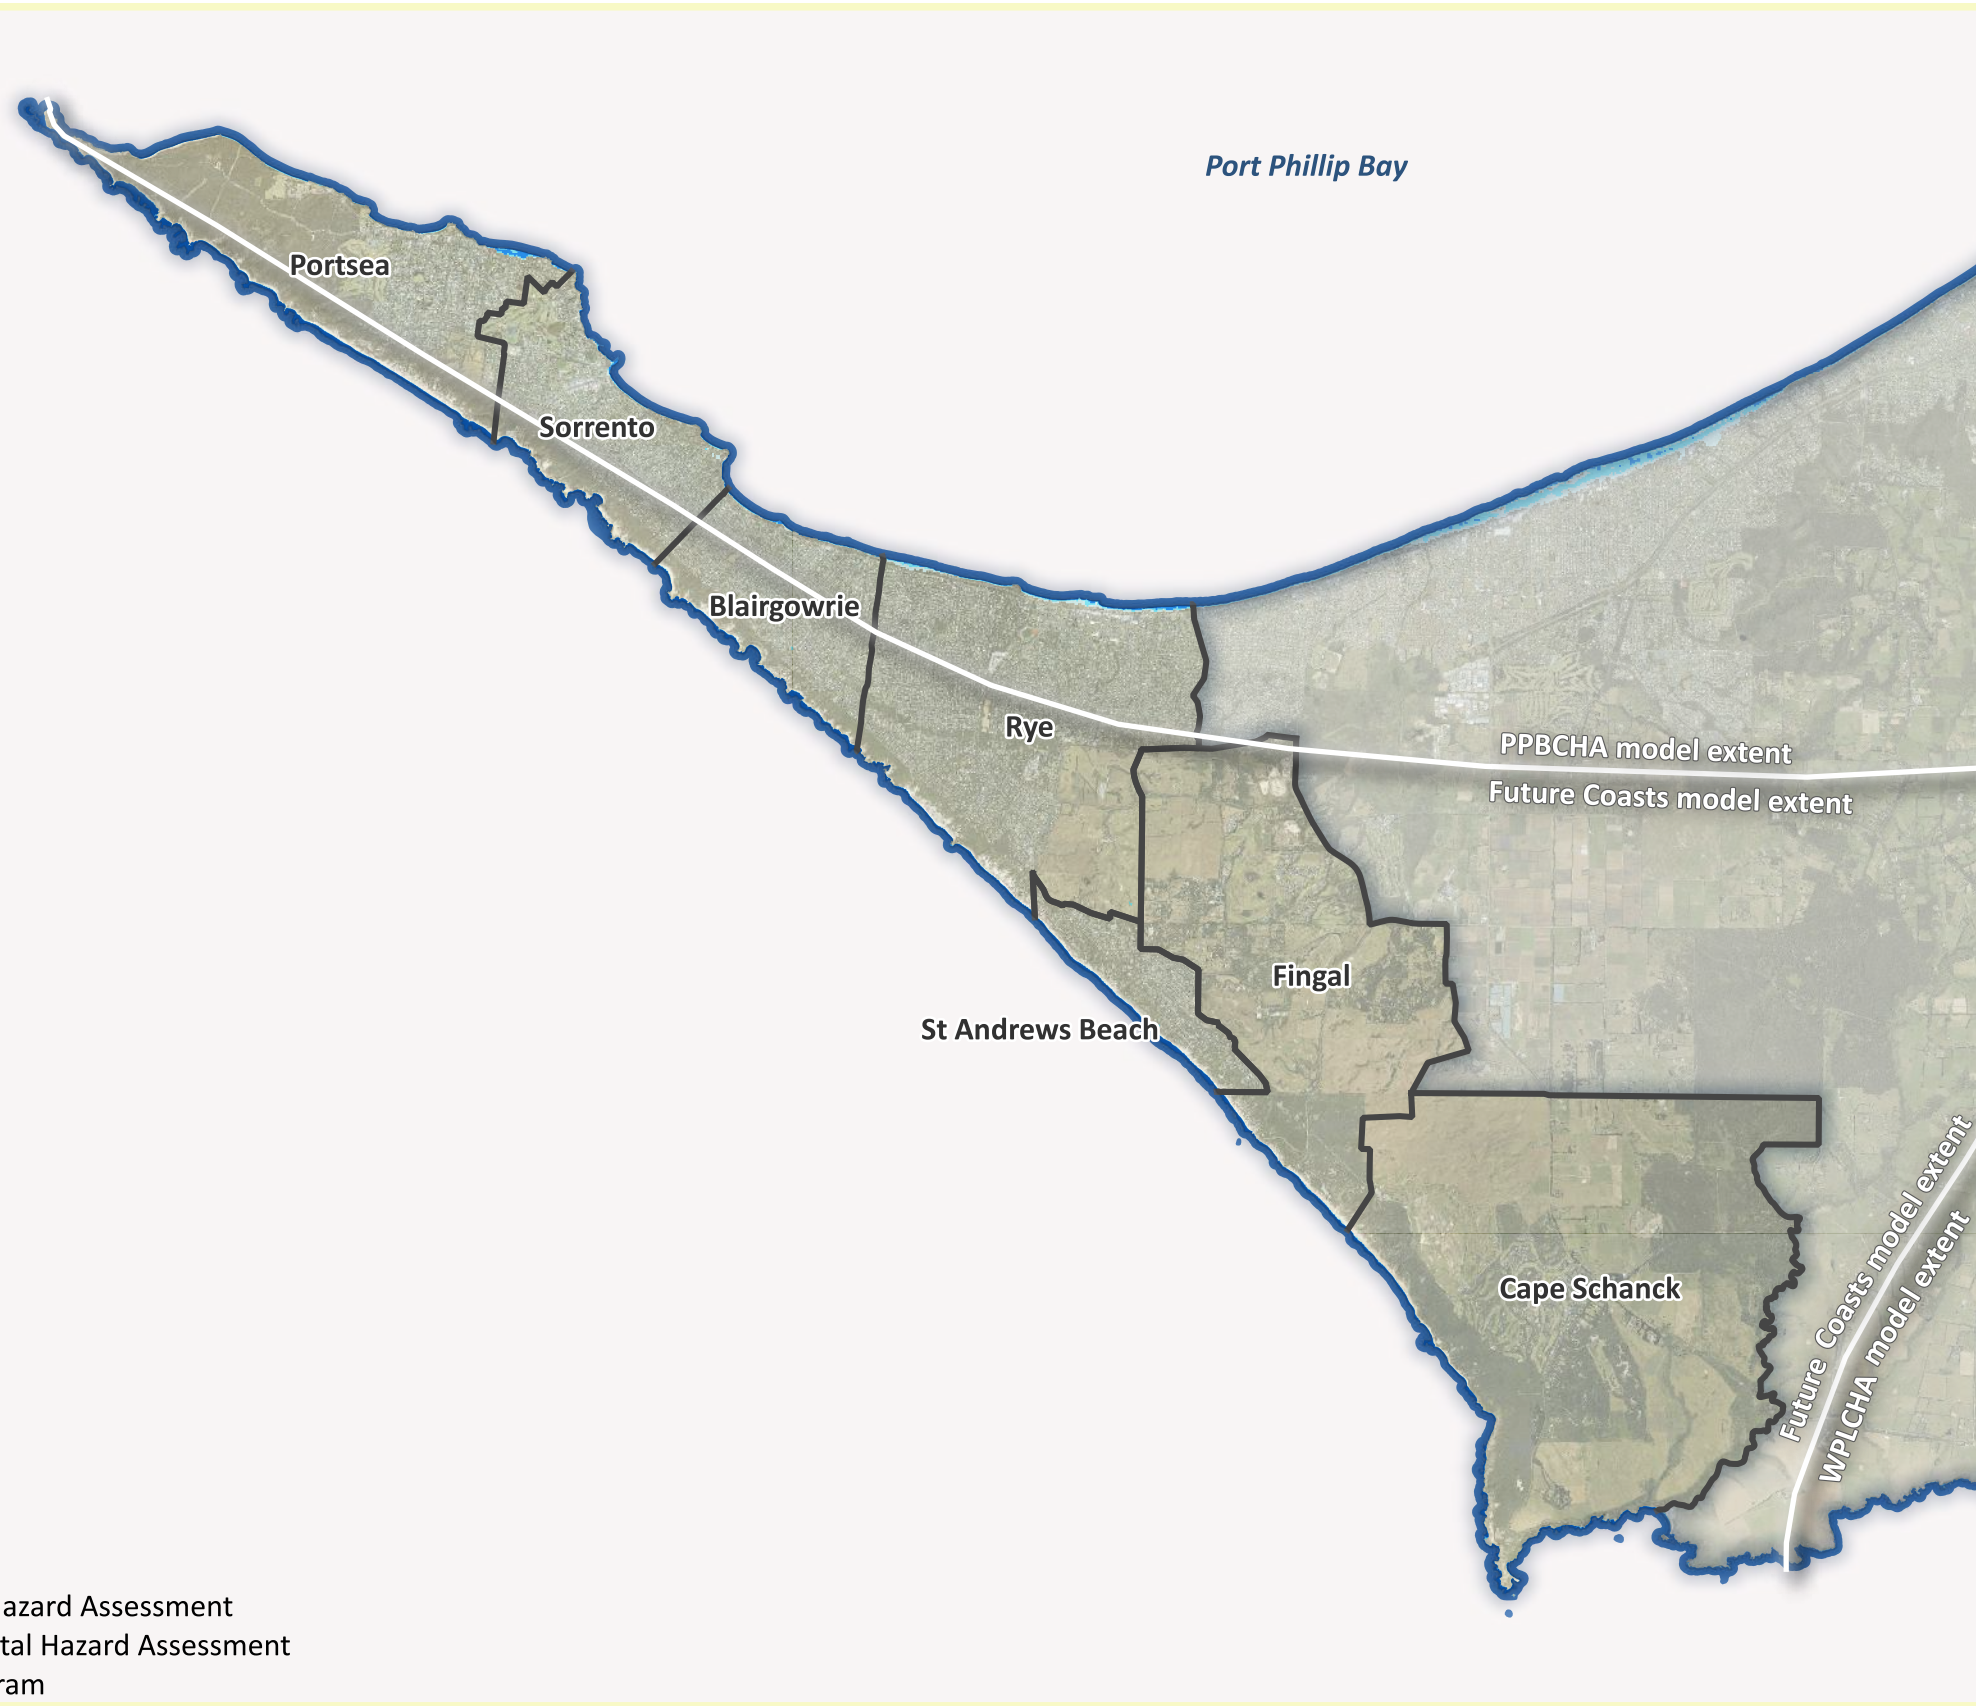 Port Phillip Bay
Portsea
Sorrento
Blairgowrie
Rye
PPBCHA model extent
Future Coasts model extent
Fingal
St Andrews Beach
Cape Schanck
Future Coasts model extent
WPLCHA model extent
azard Assessment
tal Hazard Assessment
ram